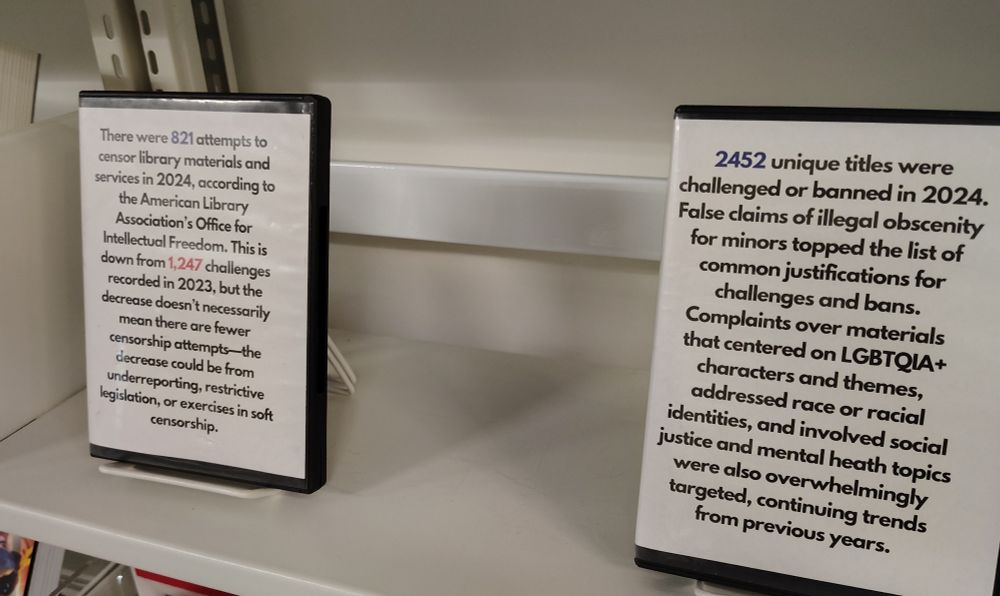 There were 821 attempts to
censor library materials and
services in 2024, according to
the American Library
Association's Office for
Intellectual Freedom. This is
down from 1,247 challenges
recorded in 2023, but the
decrease doesn't necessarily
mean there are fewer
censorship attempts—the
decrease could be from
underreporting, restrictive
legislation, or exercises in soft
censorship.
2452 unique titles were
challenged or banned in 2024.
False claims of illegal obscenity
for minors topped the list of
common justifications for
challenges and bans.
Complaints over materials
that centered on LGBTQIA+
characters and themes,
addressed race or racial
identities, and involved social
justice and mental heath topics
were also overwhelmingly
targeted, continuing trends
from previous years.